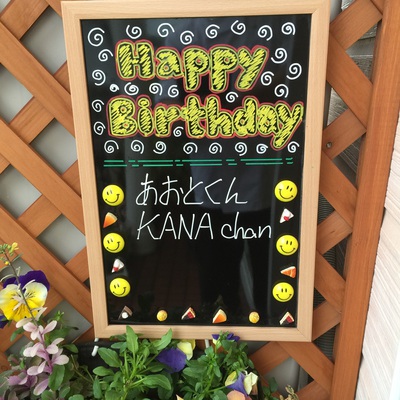 Happy
Birthday
あおとくん
KANA chan